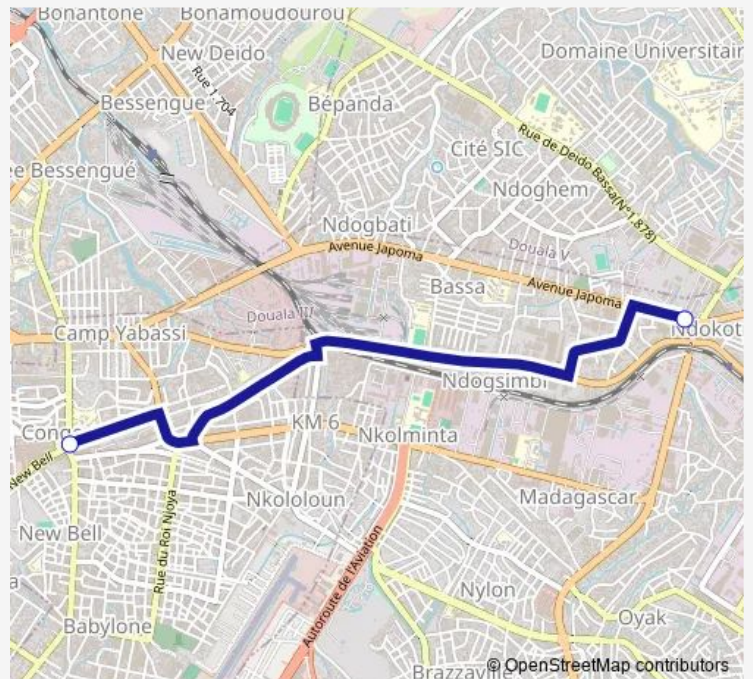 Bonantone
Bonamoudourou
New Deido
Domaine Universitair
Rue 1.704
Bessengue
Bépanda
Rue de Deido Bassa(N°1.878)
Cité SIC
ee Bessengué
Ndoghem
Ndogbati
Avenue Japoma
Douala V
Bassa
Avenue Japoma
Douala III
Camp Yabassi
Ndokot
Ndogsimbi
Cong
KM 6
Nkolminta
New Bell
Nkololoun
Madagascar
Rue du Roi Njoya
New Bell
Autoroute de l'Aviation
a
Nylon
Oyak
Babylone
Brazzaville
© OpenStreetMap contributors